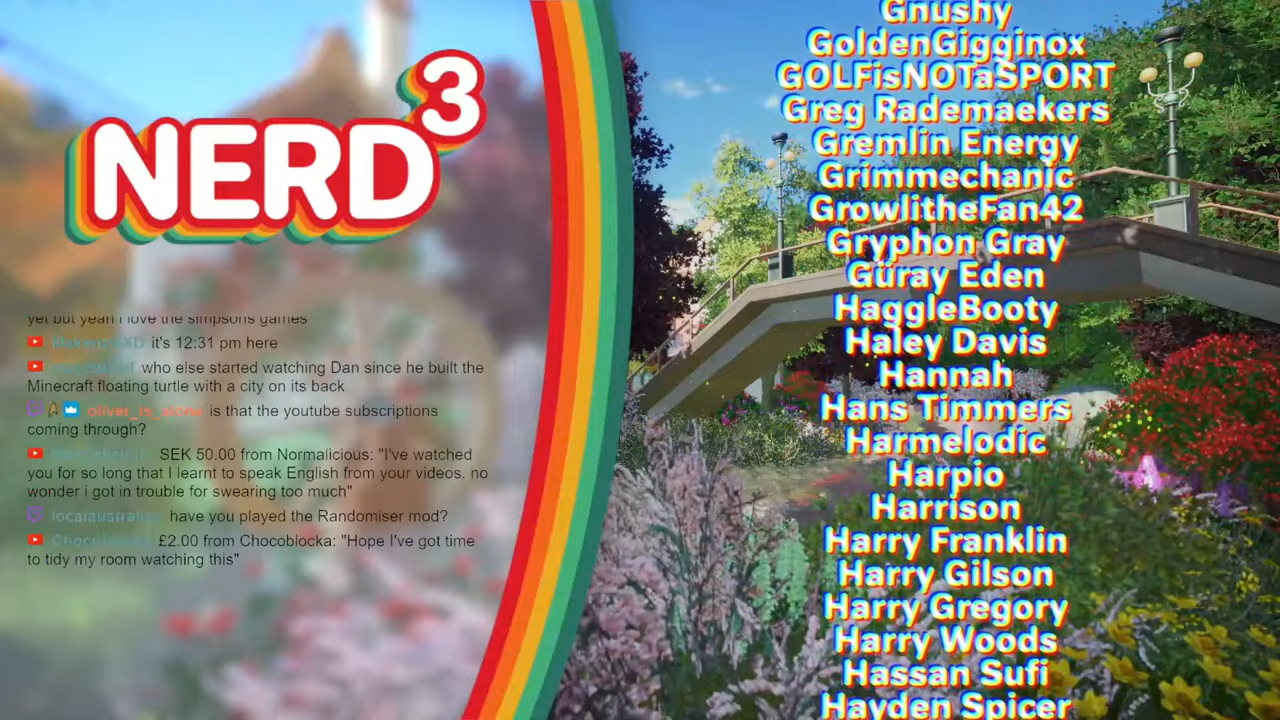 NERD³
yet but yeah i love the simpsons games
it's 12:31 pm here
who else started watching Dan since he built the
Minecraft floating turtle with a city on its back
oliver_is_alone is that the youtube subscriptions
coming through?
SEK 50.00 from Normalicious: "I've watched
you for so long that I learnt to speak English from your videos. no
wonder i got in trouble for swearing too much"
have you played the Randomiser mod?
Chocoblocka £2.00 from Chocoblocka: "Hope I've got time
to tidy my room watching this"
Gnushy
GoldenGigginox
GOLFisNOTaSPORT
Greg Rademaekers
Gremlin Energy
Grimmechanic
GrowlitheFan42
Gryphon Gray
Güray Eden
HaggleBooty
Haley Davis
Hannah
Hans Timmers
Harmelodic
Harpio
Harrison
Harry Franklin
Harry Gilson
Harry Gregory
Harry Woods
Hassan Sufi
Hayden Spicer